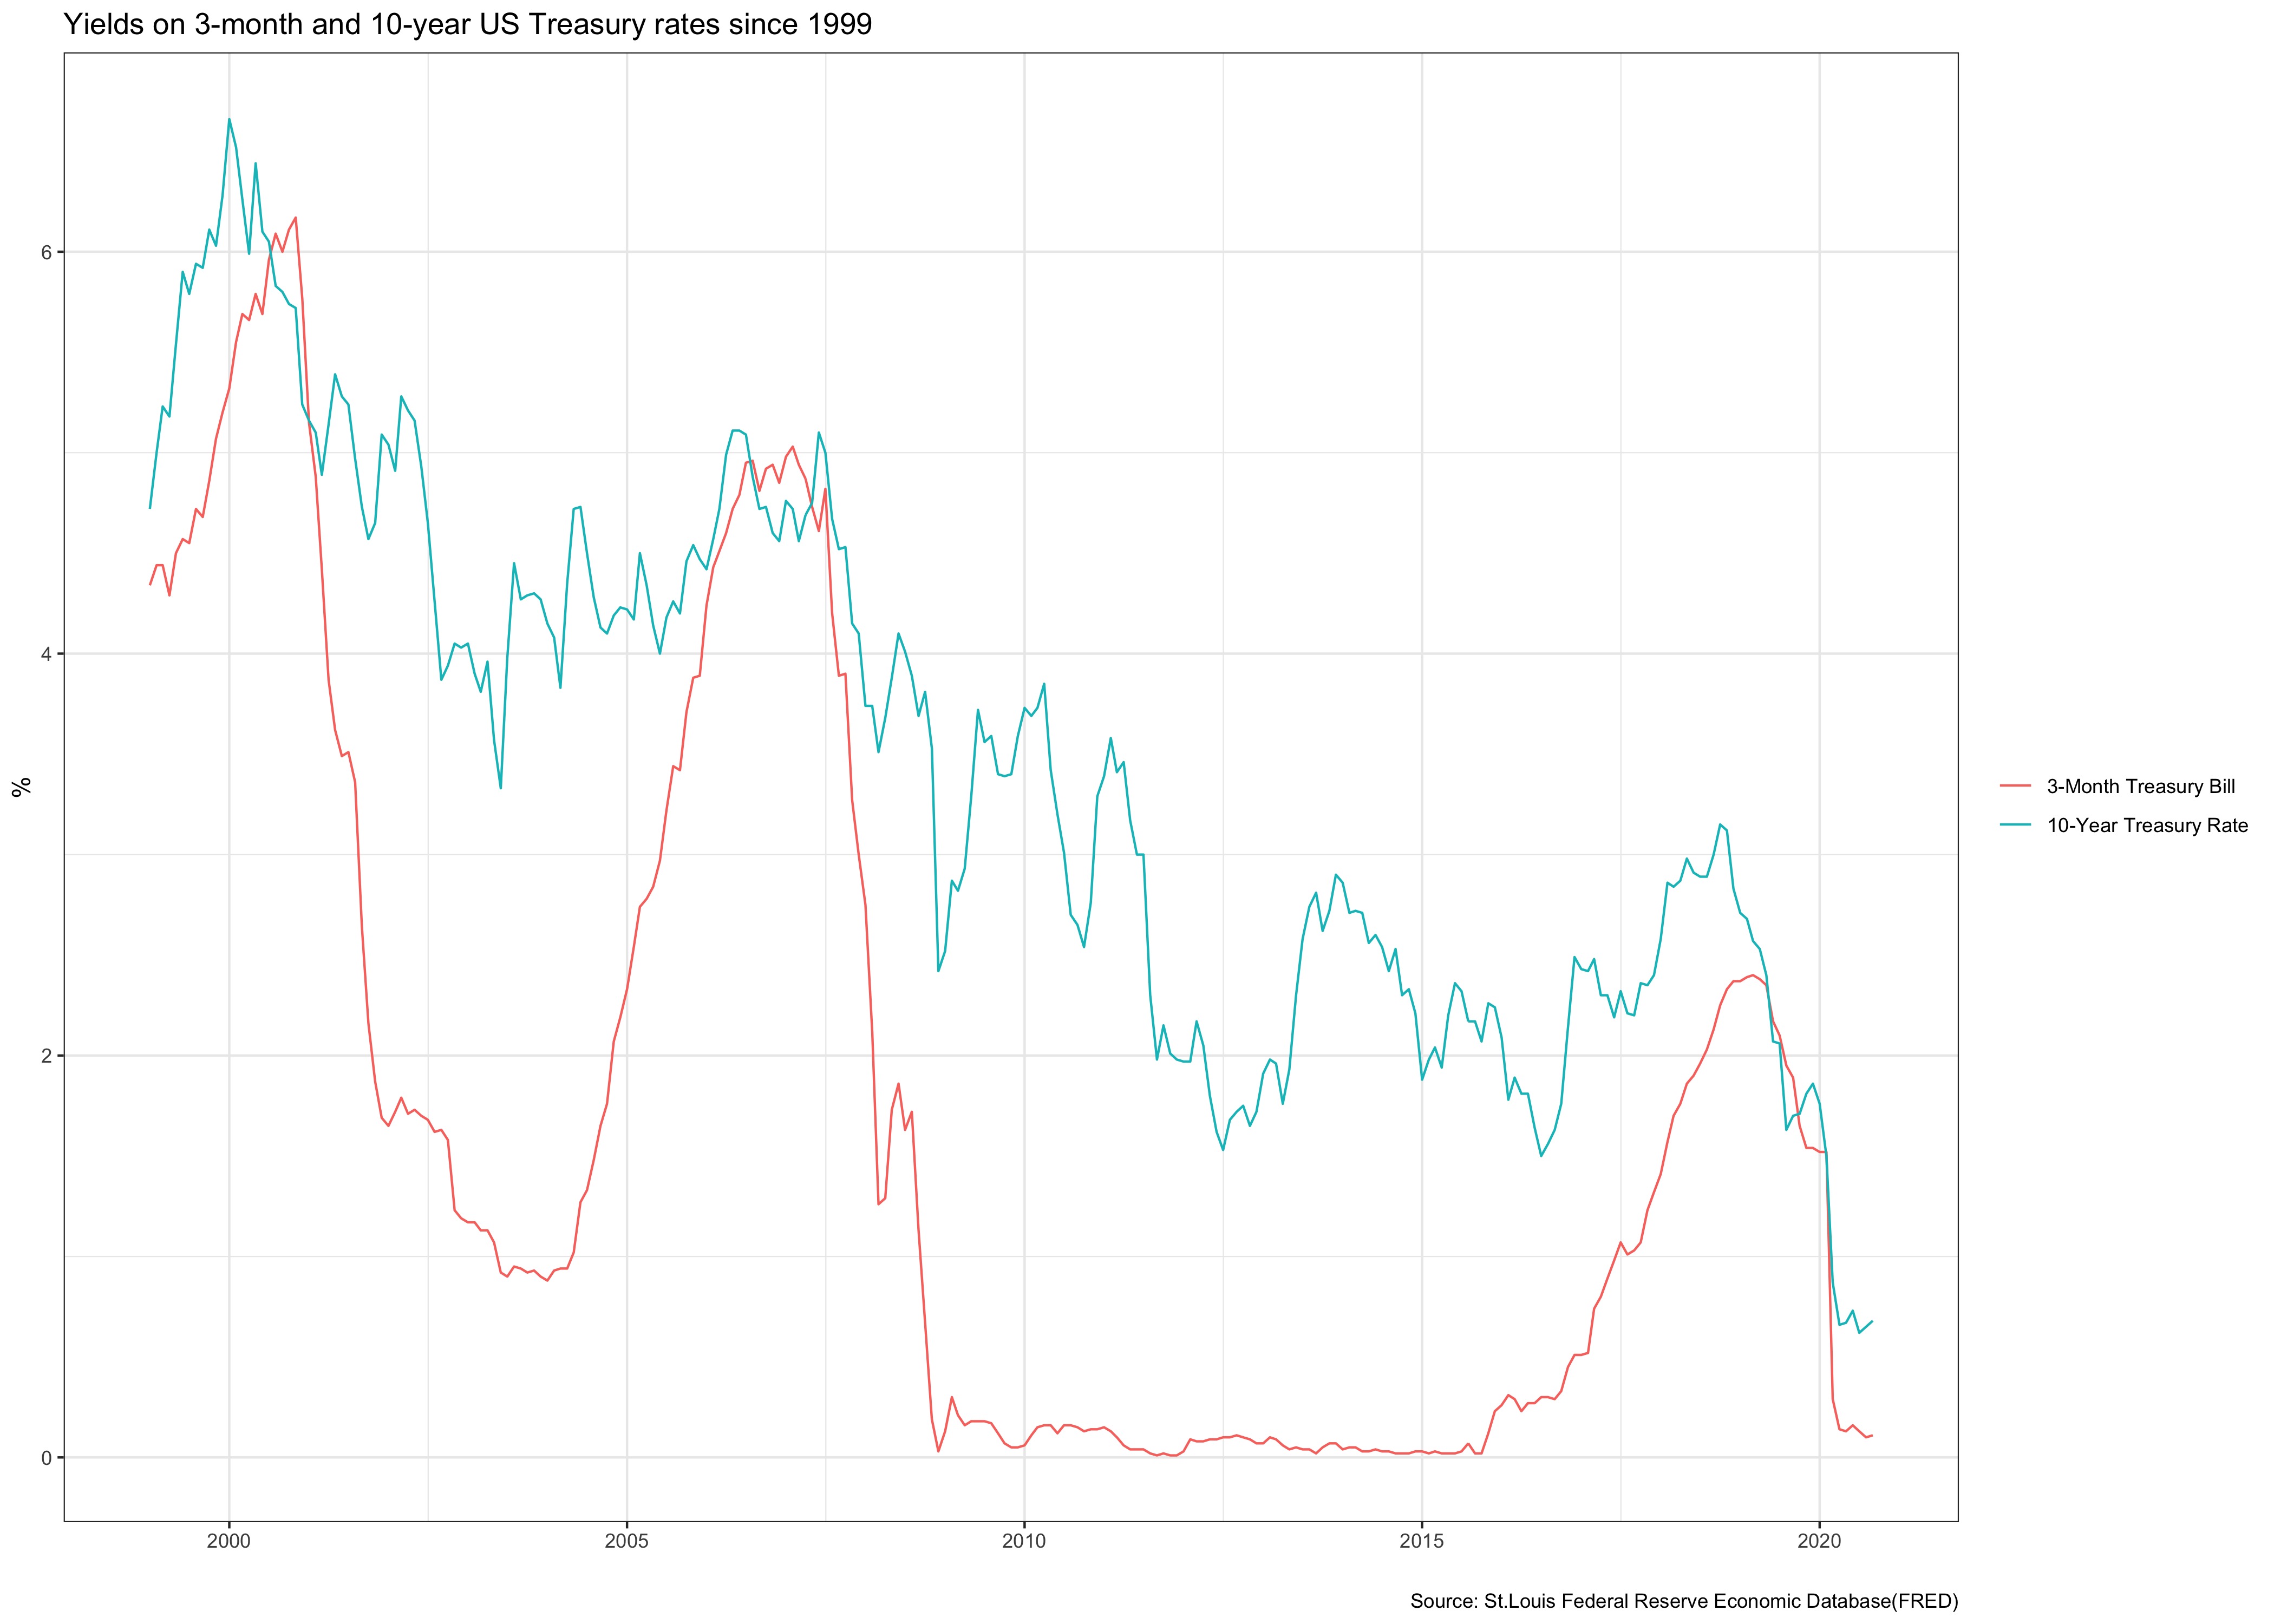 Yields on 3-month and 10-year US Treasury rates since 1999
%
6
4
2
0
2000
2005
2010
2015
2020
3-Month Treasury Bill
10-Year Treasury Rate
Source: St.Louis Federal Reserve Economic Database(FRED)